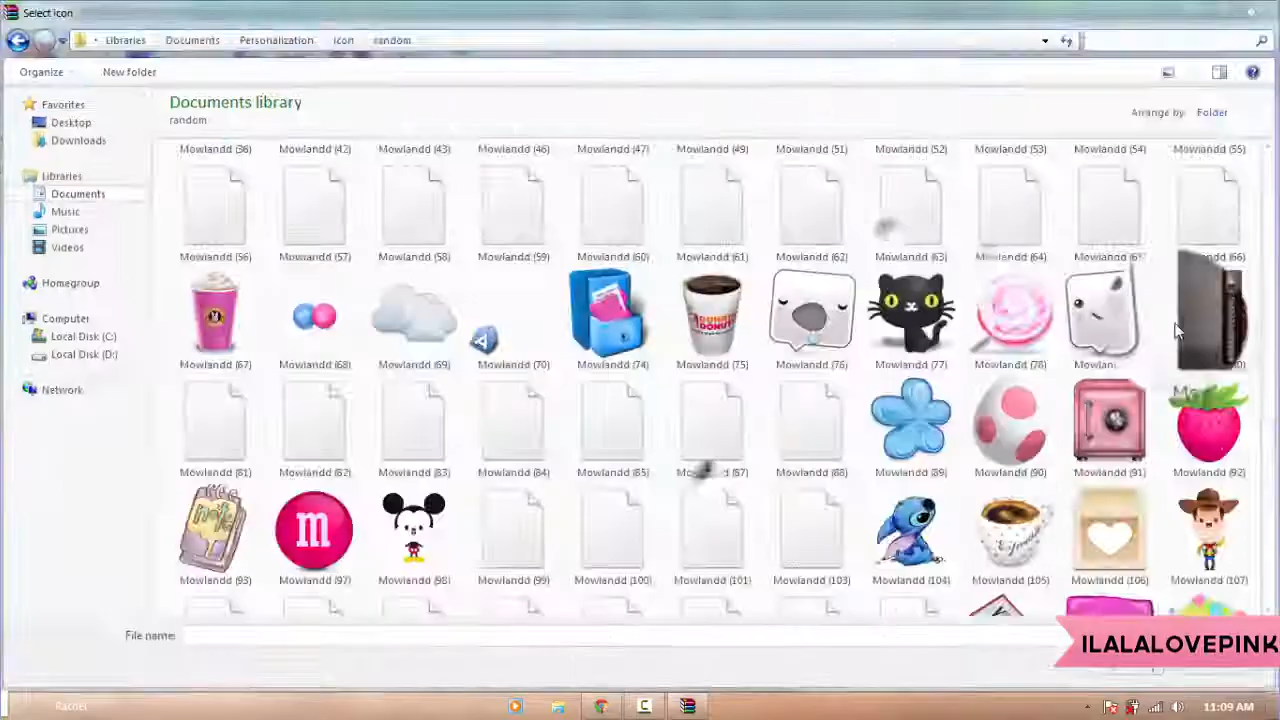 Select Icon
Libraries Documents Personalization Icon random
Organize New folder
Documents library
random
Arrange by: Folder
Favorites
Desktop
Downloads
Libraries
Documents
Music
Pictures
Videos
Homegroup
Computer
Local Disk (C:)
Local Disk (D:)
Network
Mowlandd (36) Mowlandd (42) Mowlandd (43) Mowlandd (46) Mowlandd (47) Mowlandd (49) Mowlandd (51) Mowlandd (52) Mowlandd (53) Mowlandd (54) Mowlandd (55)
Mowlandd (56) Mowlandd (57) Mowlandd (58) Mowlandd (59) Mowlandd (60) Mowlandd (61) Mowlandd (62) Mowlandd (63) Mowlandd (64)
DUNKIN' DONUTS
Mowlandd (67) Mowlandd (68) Mowlandd (69) Mowlandd (70) Mowlandd (74) Mowlandd (75) Mowlandd (76) Mowlandd (77) Mowlandd (78)
Mowlandd (81) Mowlandd (82) Mowlandd (83) Mowlandd (84) Mowlandd (85) Mowlandd (88) Mowlandd (89) Mowlandd (90) Mowlandd (91) Mowlandd (92)
m
Mowlandd (93) Mowlandd (97) Mowlandd (98) Mowlandd (99) Mowlandd (100) Mowlandd (101) Mowlandd (103) Mowlandd (104) Mowlandd (105) Mowlandd (106) Mowlandd (107)
File name:
ILALALOVEPINK
Rachel
11:09 AM